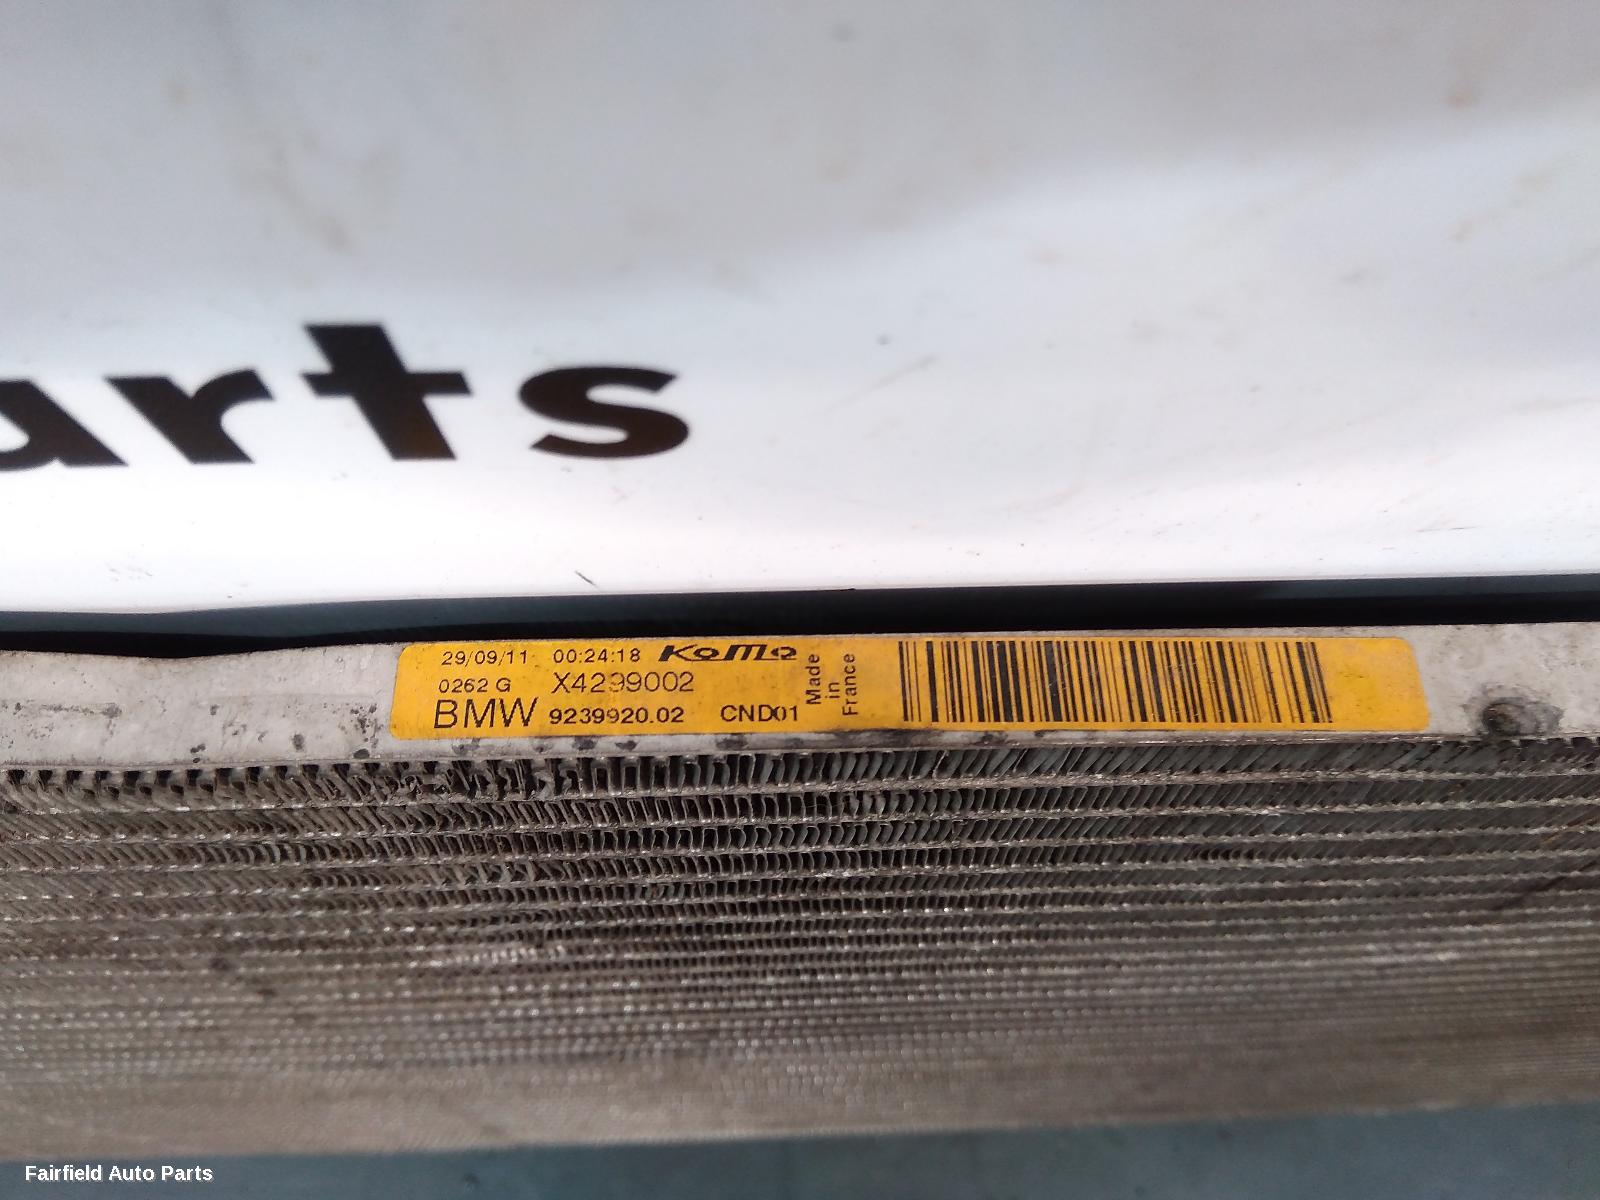 arts
29/09/11 00:24:18 KoMo
0262 G X4299002
BMW 9239920.02 CND01
Made
in
France
Fairfield Auto Parts